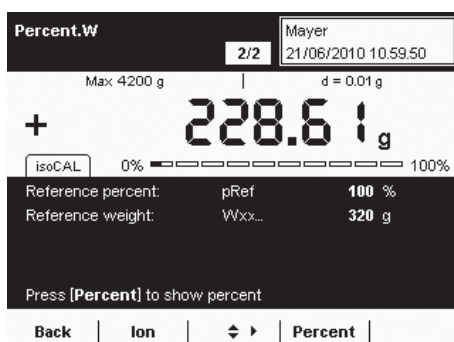 Percent.W
2/2
Mayer
21/06/2010 10.59.50
Max 4200 g
d = 0.01 g
+ 228.61 g
isoCAL 0% 100%
Reference percent: pRef 100 %
Reference weight: Wxx... 320 g
Press [Percent] to show percent
Back Ion Percent